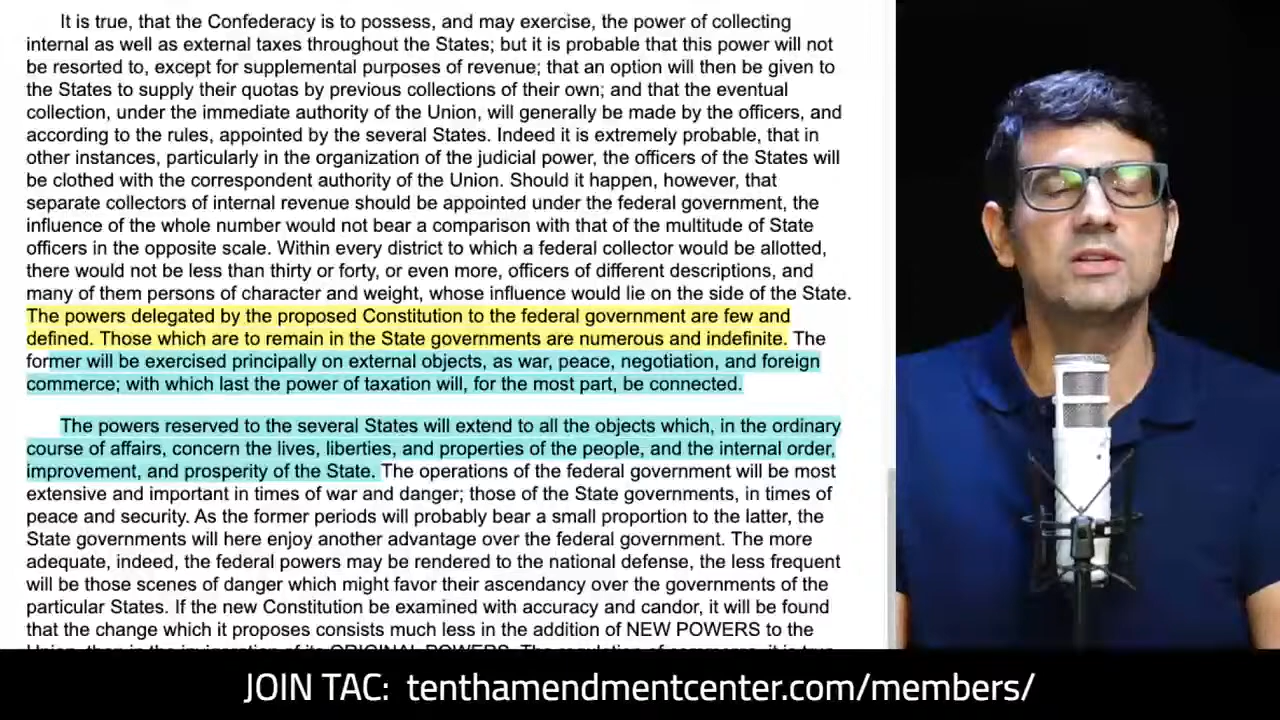 It is true, that the Confederacy is to possess, and may exercise, the power of collecting
internal as well as external taxes throughout the States; but it is probable that this power will not
be resorted to, except for supplemental purposes of revenue; that an option will then be given to
the States to supply their quotas by previous collections of their own; and that the eventual
collection, under the immediate authority of the Union, will generally be made by the officers, and
according to the rules, appointed by the several States. Indeed it is extremely probable, that in
other instances, particularly in the organization of the judicial power, the officers of the States will
be clothed with the correspondent authority of the Union. Should it happen, however, that
separate collectors of internal revenue should be appointed under the federal government, the
influence of the whole number would not bear a comparison with that of the multitude of State
officers in the opposite scale. Within every district to which a federal collector would be allotted,
there would not be less than thirty or forty, or even more, officers of different descriptions, and
many of them persons of character and weight, whose influence would lie on the side of the State.
The powers delegated by the proposed Constitution to the federal government are few and
defined. Those which are to remain in the State governments are numerous and indefinite. The
former will be exercised principally on external objects, as war, peace, negotiation, and foreign
commerce; with which last the power of taxation will, for the most part, be connected.
The powers reserved to the several States will extend to all the objects which, in the ordinary
course of affairs, concern the lives, liberties, and properties of the people, and the internal order,
improvement, and prosperity of the State. The operations of the federal government will be most
extensive and important in times of war and danger; those of the State governments, in times of
peace and security. As the former periods will probably bear a small proportion to the latter, the
State governments will here enjoy another advantage over the federal government. The more
adequate, indeed, the federal powers may be rendered to the national defense, the less frequent
will be those scenes of danger which might favor their ascendancy over the governments of the
particular States. If the new Constitution be examined with accuracy and candor, it will be found
that the change which it proposes consists much less in the addition of NEW POWERS to the
JOIN TAC: tenthamendmentcenter.com/members/